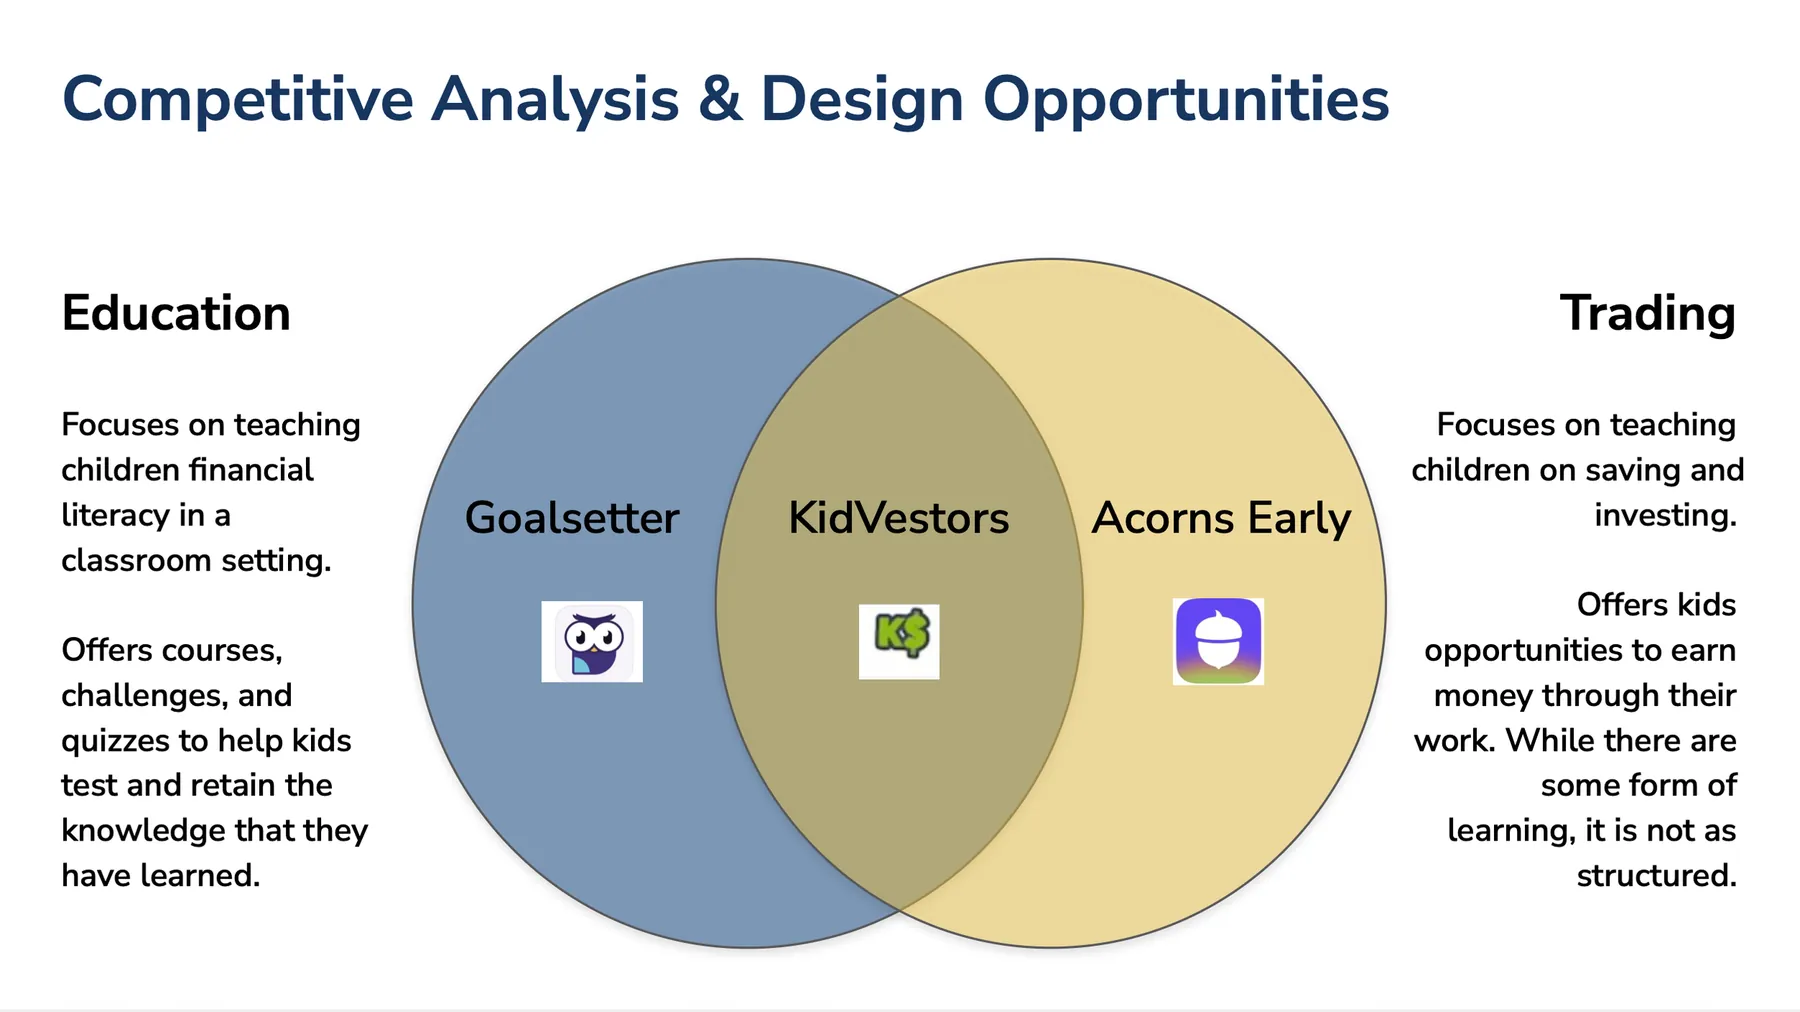 Competitive Analysis & Design Opportunities
Education
Focuses on teaching
children financial
literacy in a
classroom setting.
Offers courses,
challenges, and
quizzes to help kids
test and retain the
knowledge that they
have learned.
Goalsetter
KidVestors
K$
Acorns Early
Trading
Focuses on teaching
children on saving and
investing.
Offers kids
opportunities to earn
money through their
work. While there are
some form of
learning, it is not as
structured.